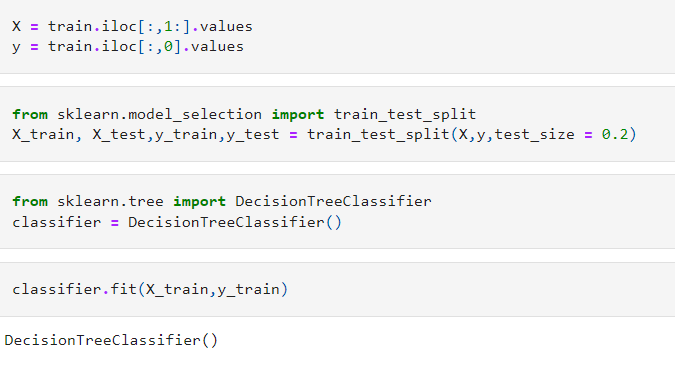 X = train.iloc[:,1:].values
y = train.iloc[:,0].values
from sklearn.model_selection import train_test_split
X_train, X_test,y_train,y_test = train_test_split(X,y,test_size = 0.2)
from sklearn.tree import DecisionTreeClassifier
classifier = DecisionTreeClassifier()
classifier.fit(X_train,y_train)
DecisionTreeClassifier()